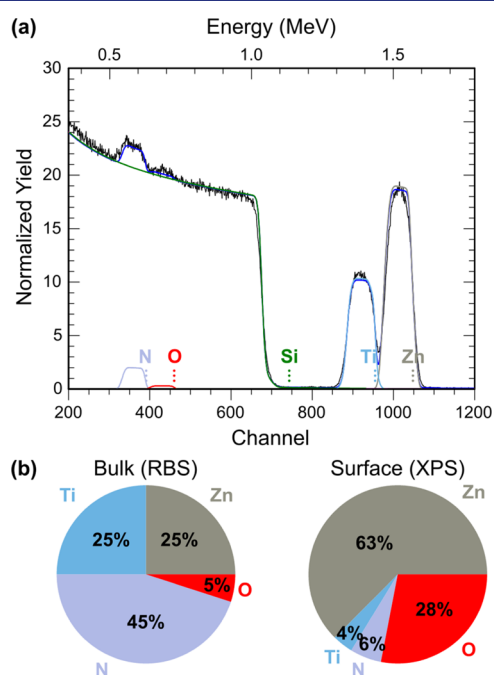 (a)
Energy (MeV)
0.5 1.0 1.5
30
25
20
15
10
5
0
Normalized Yield
N O Si Ti Zn
200 400 600 800 1000 1200
Channel
(b) Bulk (RBS) Surface (XPS)
Ti Zn Zn
25% 25% 63%
5% O 28%
45% 4% 6%
Ti N O
N